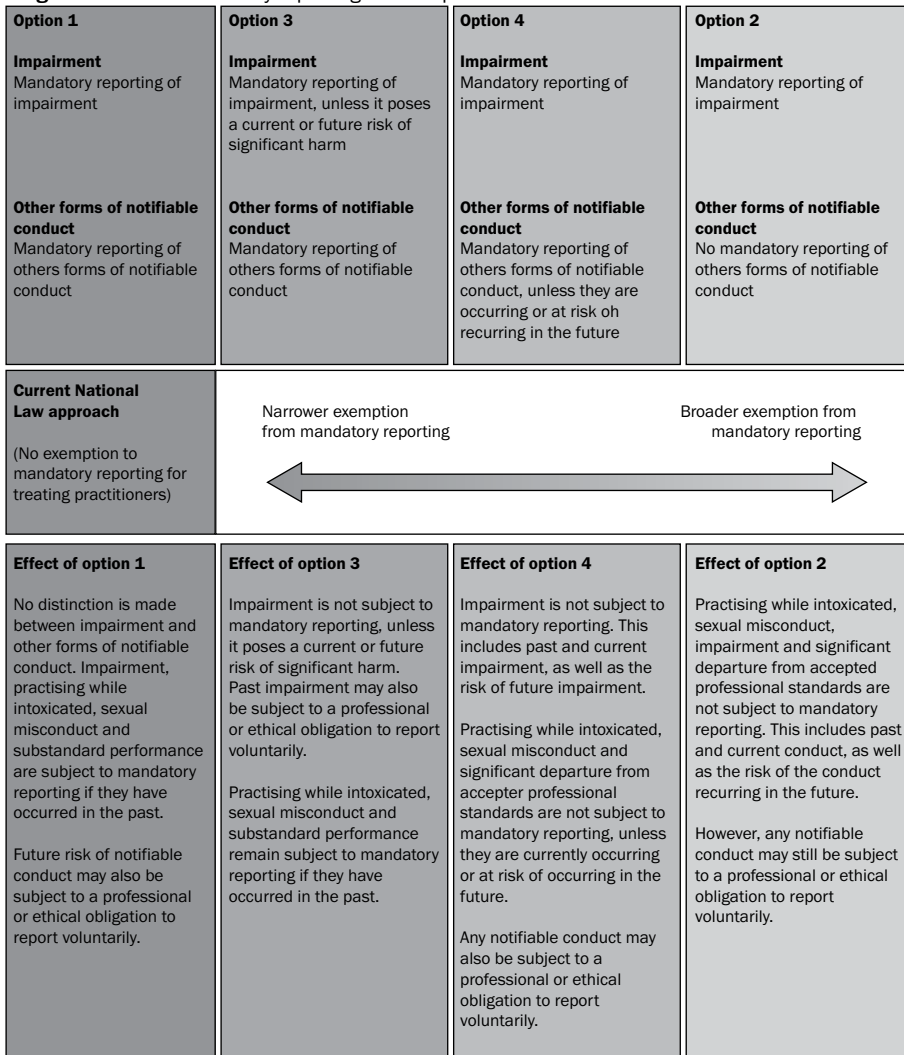 Option 1
Impairment
Mandatory reporting of
impairment
Other forms of notifiable
conduct
Mandatory reporting of
others forms of notifiable
conduct
Option 3
Impairment
Mandatory reporting of
impairment, unless it poses
a current or future risk of
significant harm
Other forms of notifiable
conduct
Mandatory reporting of
others forms of notifiable
conduct
Option 4
Impairment
Mandatory reporting of
impairment
Other forms of notifiable
conduct
Mandatory reporting of
others forms of notifiable
conduct, unless they are
occurring or at risk oh
recurring in the future
Option 2
Impairment
Mandatory reporting of
impairment
Other forms of notifiable
conduct
No mandatory reporting of
others forms of notifiable
conduct
Current National
Law approach
(No exemption to
mandatory reporting for
treating practitioners)
Narrower exemption
from mandatory reporting
Broader exemption from
mandatory reporting
Effect of option 1
No distinction is made
between impairment and
other forms of notifiable
conduct. Impairment,
practising while
intoxicated, sexual
misconduct and
substandard performance
are subject to mandatory
reporting if they have
occurred in the past.
Future risk of notifiable
conduct may also be
subject to a professional
or ethical obligation to
report voluntarily.
Effect of option 3
Impairment is not subject to
mandatory reporting, unless
it poses a current or future
risk of significant harm.
Past impairment may also
be subject to a professional
or ethical obligation to report
voluntarily.
Practising while intoxicated,
sexual misconduct and
substandard performance
remain subject to mandatory
reporting if they have
occurred in the past.
Effect of option 4
Impairment is not subject to
mandatory reporting. This
includes past and current
impairment, as well as the
risk of future impairment.
Practising while intoxicated,
sexual misconduct and
significant departure from
accepter professional
standards are not subject to
mandatory reporting, unless
they are currently occurring
or at risk of occurring in the
future.
Any notifiable conduct may
also be subject to a
professional or ethical
obligation to report
voluntarily.
Effect of option 2
Practising while intoxicated,
sexual misconduct,
impairment and significant
departure from accepted
professional standards are
not subject to mandatory
reporting. This includes past
and current conduct, as well
as the risk of the conduct
recurring in the future.
However, any notifiable
conduct may still be subject
to a professional or ethical
obligation to report
voluntarily.